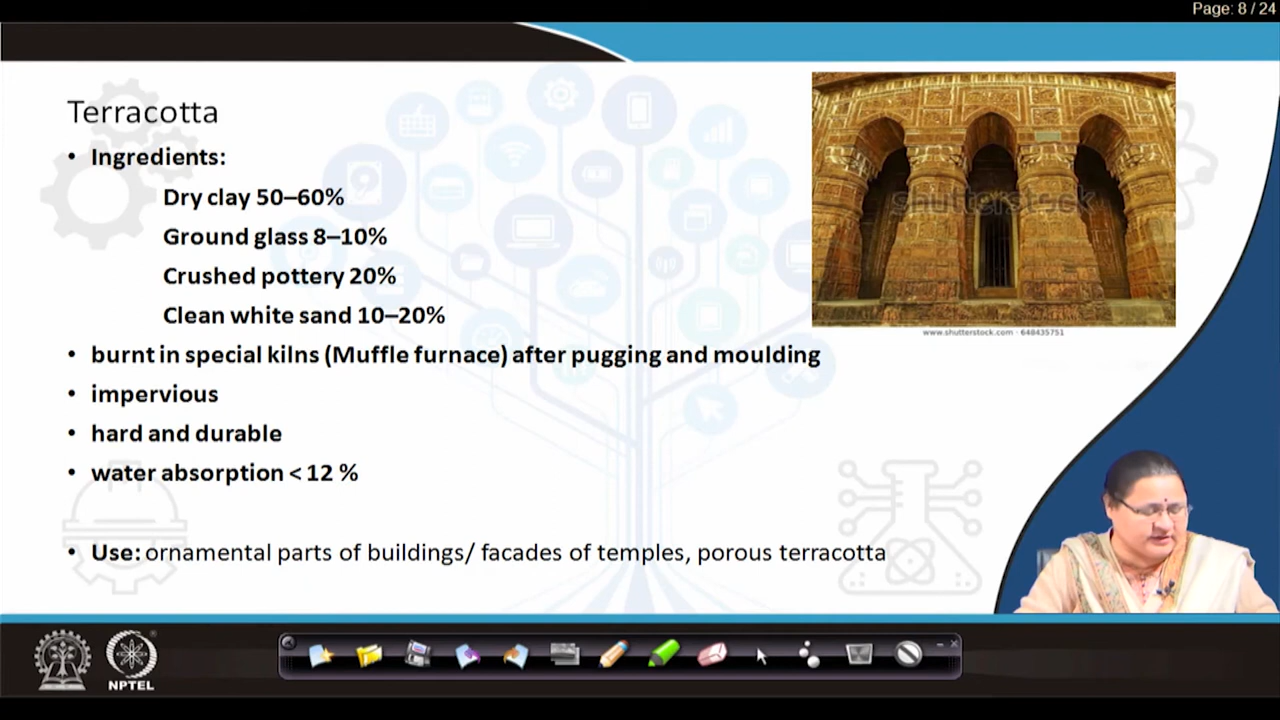 Page: 8 / 24
Terracotta
• Ingredients:
Dry clay 50–60%
Ground glass 8–10%
Crushed pottery 20%
Clean white sand 10–20%
• burnt in special kilns (Muffle furnace) after pugging and moulding
• impervious
• hard and durable
• water absorption < 12 %
• Use: ornamental parts of buildings/ facades of temples, porous terracotta
shutterstock
www.shutterstock.com · 648435751
NPTEL